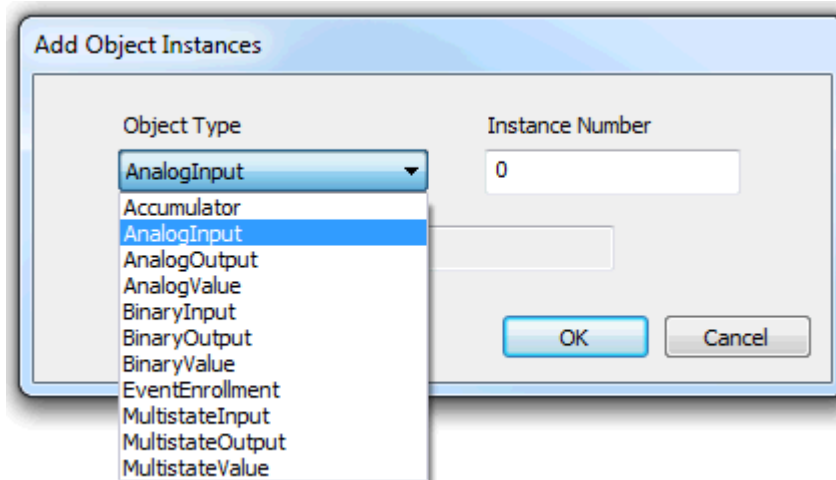 Add Object Instances
Object Type
Instance Number
AnalogInput
0
Accumulator
AnalogInput
AnalogOutput
AnalogValue
BinaryInput
BinaryOutput
BinaryValue
EventEnrollment
MultistateInput
MultistateOutput
MultistateValue
OK
Cancel